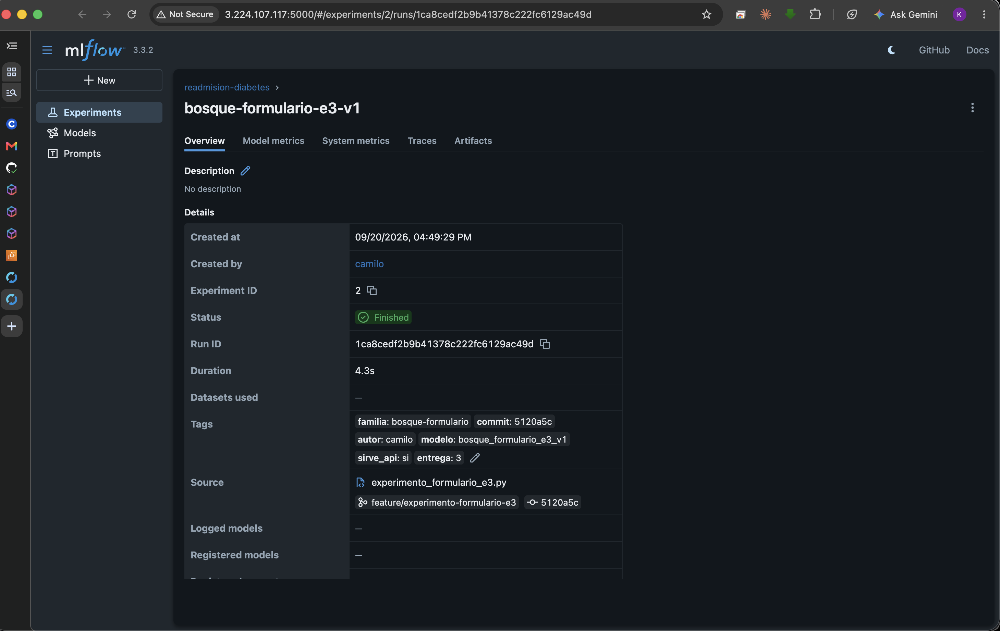 Not Secure 3.224.107.117:5000/#/experiments/2/runs/1ca8cedf2b9b41378c222fc6129ac49d Ask Gemini K
mlflow™ 3.3.2 GitHub Docs
New
Experiments
Models
Prompts
readmision-diabetes
bosque-formulario-e3-v1
Overview Model metrics System metrics Traces Artifacts
Description
No description
Details
Created at 09/20/2026, 04:49:29 PM
Created by camilo
Experiment ID 2
Status Finished
Run ID 1ca8cedf2b9b41378c222fc6129ac49d
Duration 4.3s
Datasets used —
Tags familia: bosque-formulario commit: 5120a5c
autor: camilo modelo: bosque_formulario_e3_v1
sirve_api: si entrega: 3
Source experimento_formulario_e3.py
feature/experimento-formulario-e3 5120a5c
Logged models —
Registered models —